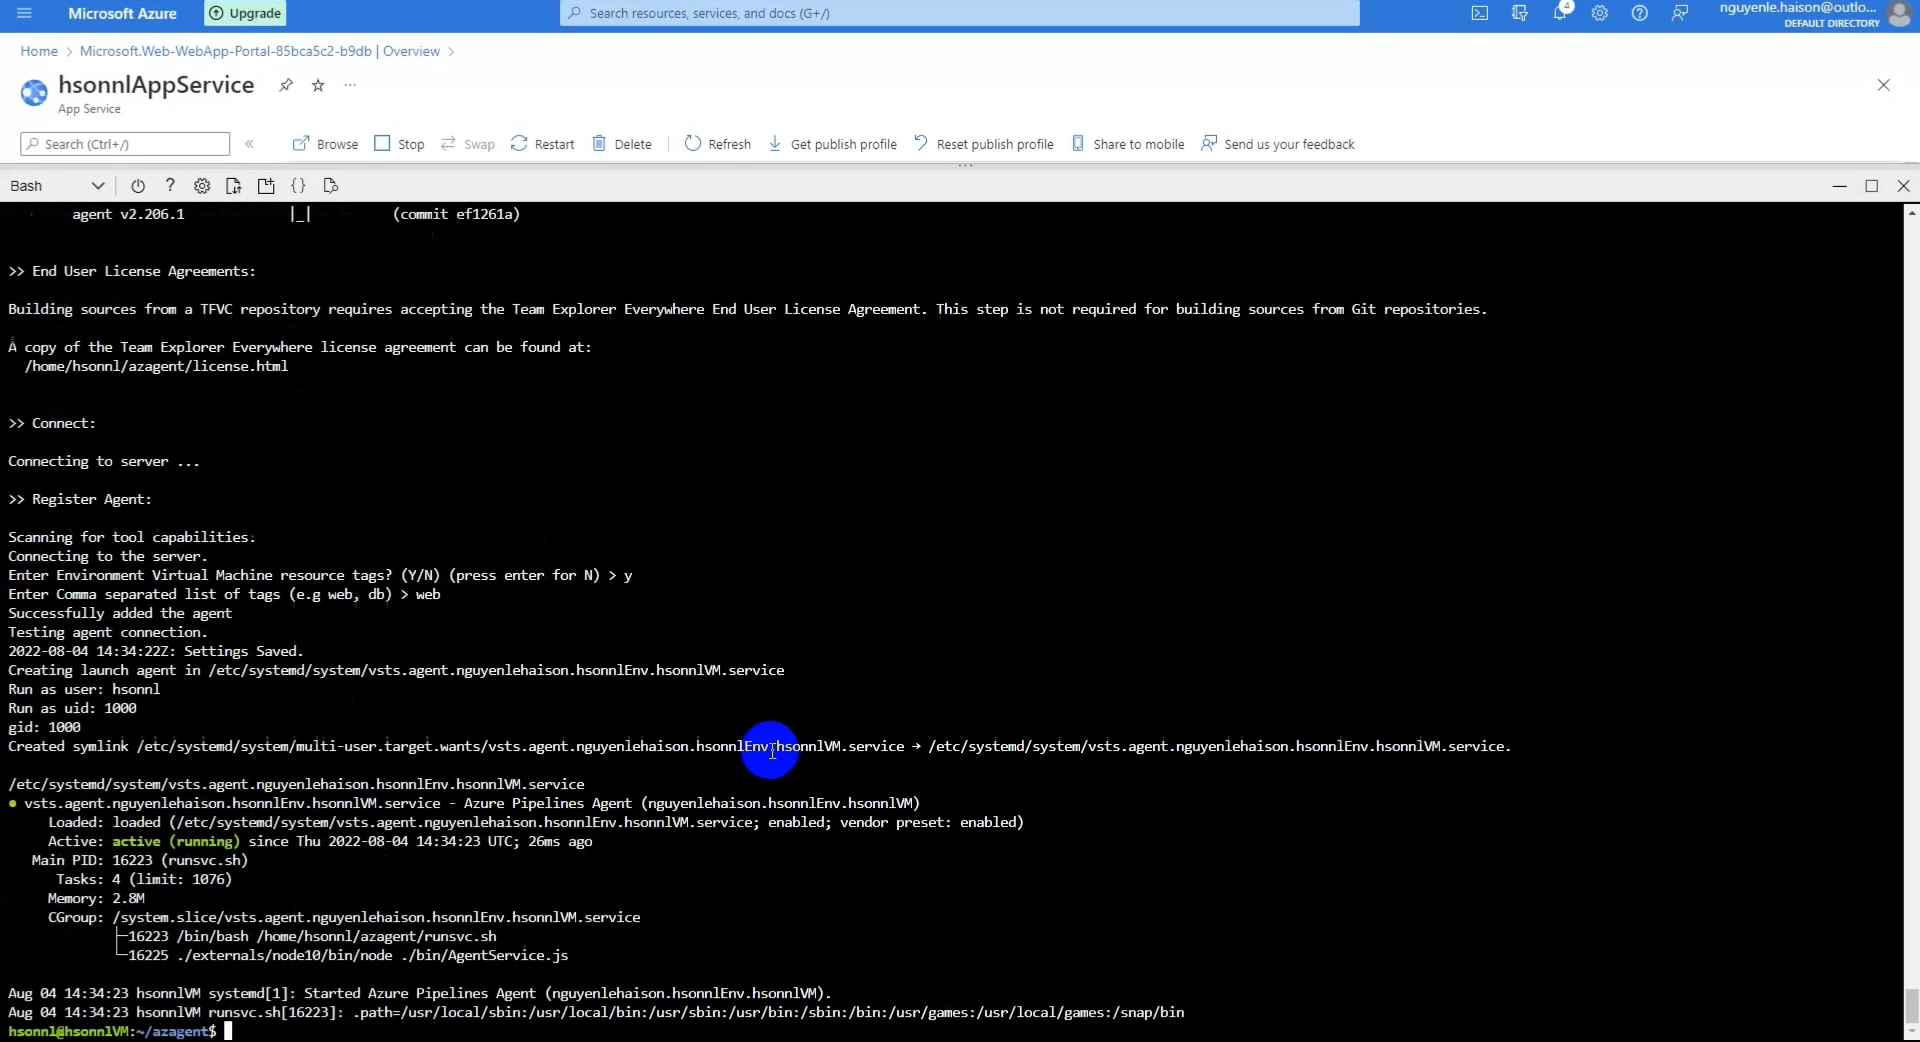 Microsoft Azure
Upgrade
Search resources, services, and docs (G+/)
4
nguyenle.haison@outlo...
DEFAULT DIRECTORY
Home > Microsoft.Web-WebApp-Portal-85bca5c2-b9db | Overview >
hsonnlAppService
App Service
Search (Ctrl+/)
«
Browse
Stop
Swap
Restart
Delete
Refresh
Get publish profile
Reset publish profile
Share to mobile
Send us your feedback
Bash
agent v2.206.1 |_| (commit ef1261a)
>> End User License Agreements:
Building sources from a TFVC repository requires accepting the Team Explorer Everywhere End User License Agreement. This step is not required for building sources from Git repositories.
A copy of the Team Explorer Everywhere license agreement can be found at:
/home/hsonnl/azagent/license.html
>> Connect:
Connecting to server ...
>> Register Agent:
Scanning for tool capabilities.
Connecting to the server.
Enter Environment Virtual Machine resource tags? (Y/N) (press enter for N) > y
Enter Comma separated list of tags (e.g web, db) > web
Successfully added the agent
Testing agent connection.
2022-08-04 14:34:22Z: Settings Saved.
Creating launch agent in /etc/systemd/system/vsts.agent.nguyenlehaison.hsonnlEnv.hsonnlVM.service
Run as user: hsonnl
Run as uid: 1000
gid: 1000
Created symlink /etc/systemd/system/multi-user.target.wants/vsts.agent.nguyenlehaison.hsonnlEnv.hsonnlVM.service → /etc/systemd/system/vsts.agent.nguyenlehaison.hsonnlEnv.hsonnlVM.service.
/etc/systemd/system/vsts.agent.nguyenlehaison.hsonnlEnv.hsonnlVM.service
● vsts.agent.nguyenlehaison.hsonnlEnv.hsonnlVM.service - Azure Pipelines Agent (nguyenlehaison.hsonnlEnv.hsonnlVM)
Loaded: loaded (/etc/systemd/system/vsts.agent.nguyenlehaison.hsonnlEnv.hsonnlVM.service; enabled; vendor preset: enabled)
Active: active (running) since Thu 2022-08-04 14:34:23 UTC; 26ms ago
Main PID: 16223 (runsvc.sh)
Tasks: 4 (limit: 1076)
Memory: 2.8M
CGroup: /system.slice/vsts.agent.nguyenlehaison.hsonnlEnv.hsonnlVM.service
├─16223 /bin/bash /home/hsonnl/azagent/runsvc.sh
└─16225 ./externals/node10/bin/node ./bin/AgentService.js
Aug 04 14:34:23 hsonnlVM systemd[1]: Started Azure Pipelines Agent (nguyenlehaison.hsonnlEnv.hsonnlVM).
Aug 04 14:34:23 hsonnlVM runsvc.sh[16223]: .path=/usr/local/sbin:/usr/local/bin:/usr/sbin:/usr/bin:/sbin:/bin:/usr/games:/usr/local/games:/snap/bin
hsonnl@hsonnlVM:~/azagent$